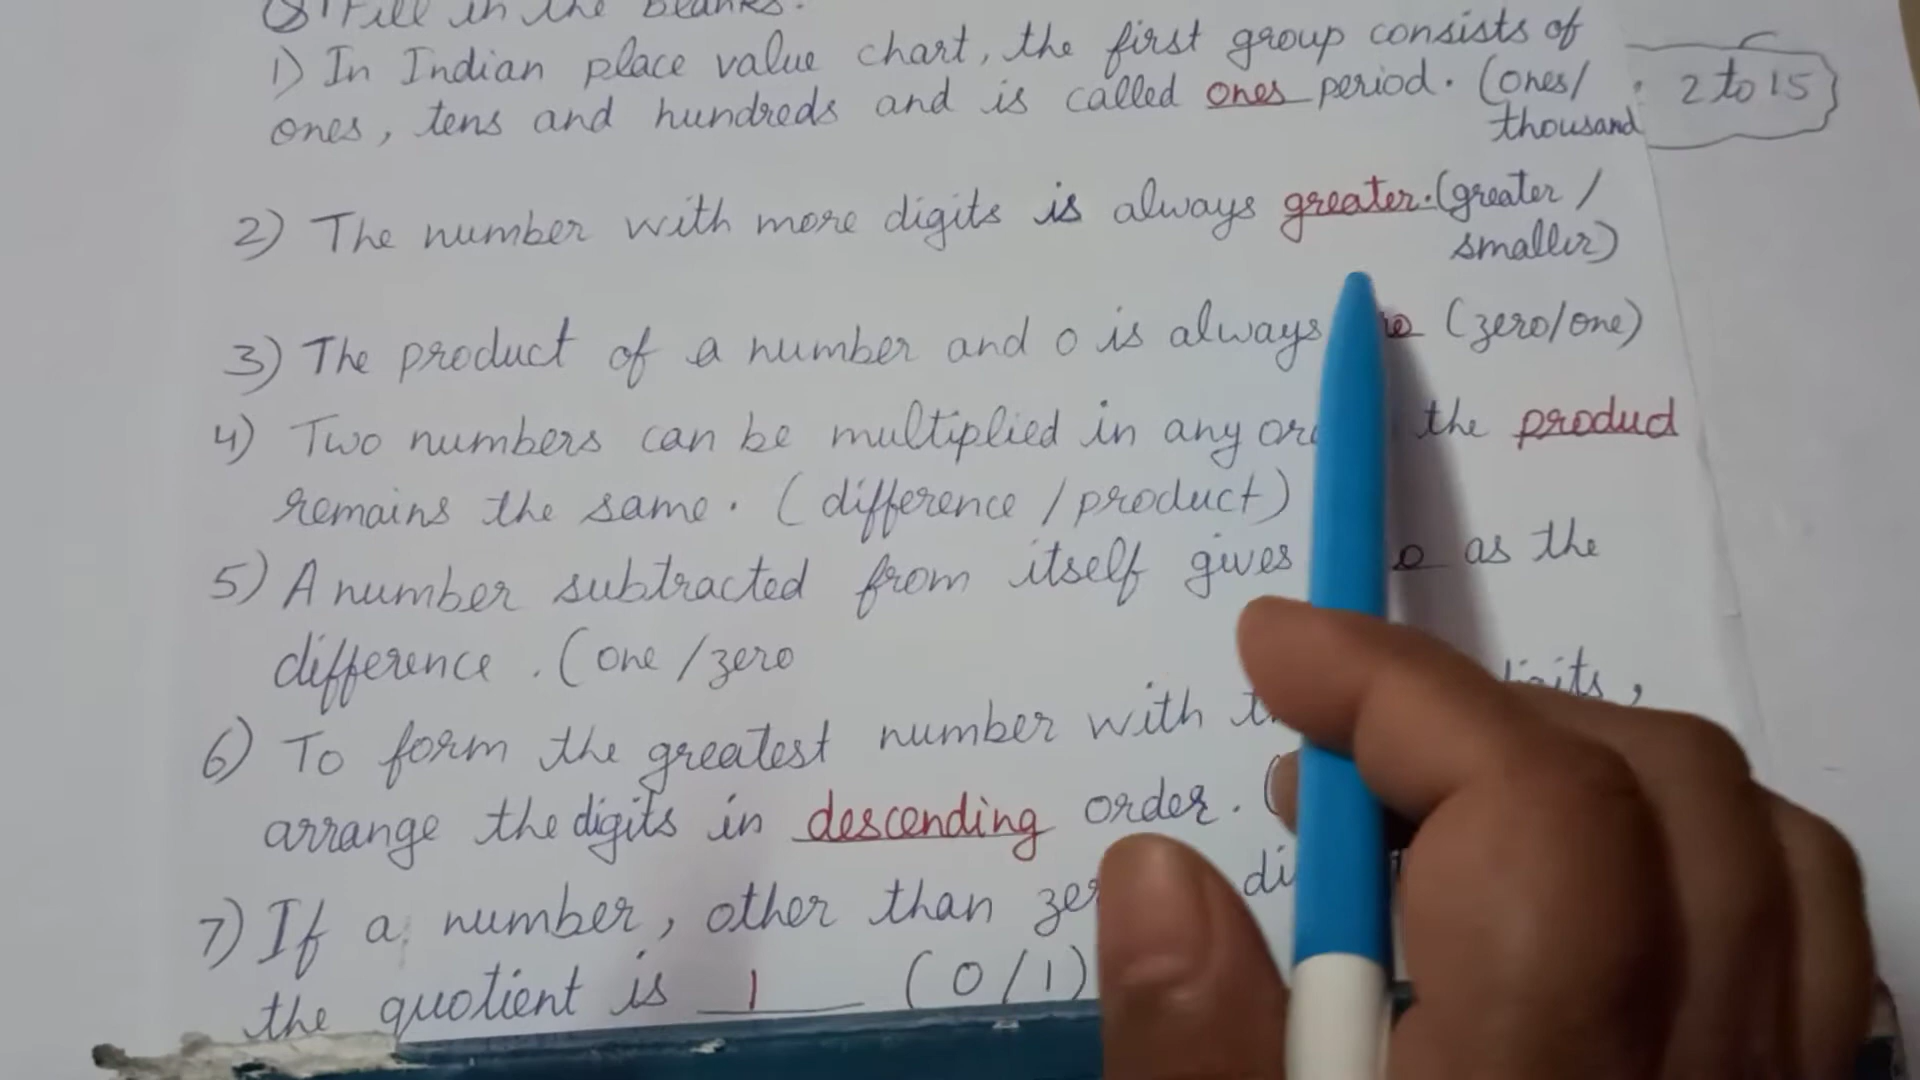 Fill in the blanks.
1) In Indian place value chart, the first group consists of
ones, tens and hundreds and is called ones period. (ones/
thousand
2 to 15
2) The number with more digits is always greater. (greater /
smaller)
3) The product of a number and 0 is always (zero/one)
4) Two numbers can be multiplied in any the product
remains the same. (difference / product)
5) A number subtracted from itself gives as the
difference. (one / zero
6) To form the greatest number with digits,
arrange the digits in descending order. (
7) If a number, other than
the quotient is 1 (0/1)